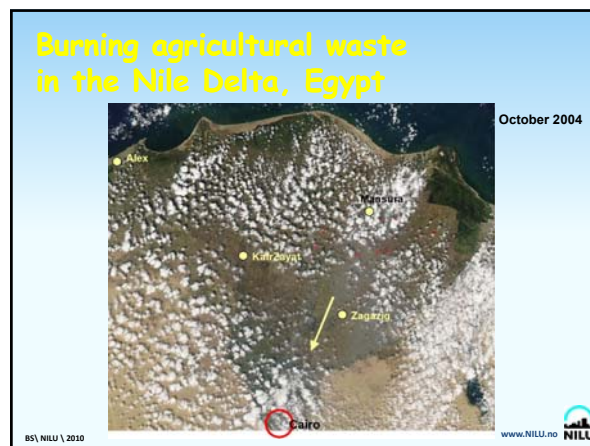 Burning agricultural waste
in the Nile Delta, Egypt
October 2004
Alex
Mansura
KafrZayat
Zagazig
Cairo
BS\ NILU \ 2010
www.NILU.no
NILU